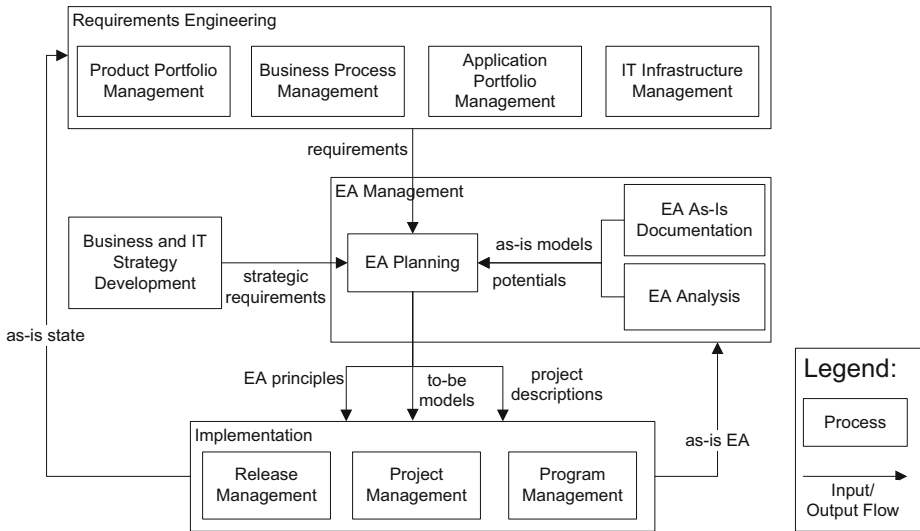 Requirements Engineering
Product Portfolio
Management
Business Process
Management
Application
Portfolio
Management
IT Infrastructure
Management
requirements
EA Management
EA As-Is
Documentation
Business and IT
Strategy
Development
strategic
requirements
EA Planning
as-is models
potentials
EA Analysis
as-is state
EA principles
to-be
models
project
descriptions
as-is EA
Implementation
Release
Management
Project
Management
Program
Management
Legend:
Process
Input/
Output Flow